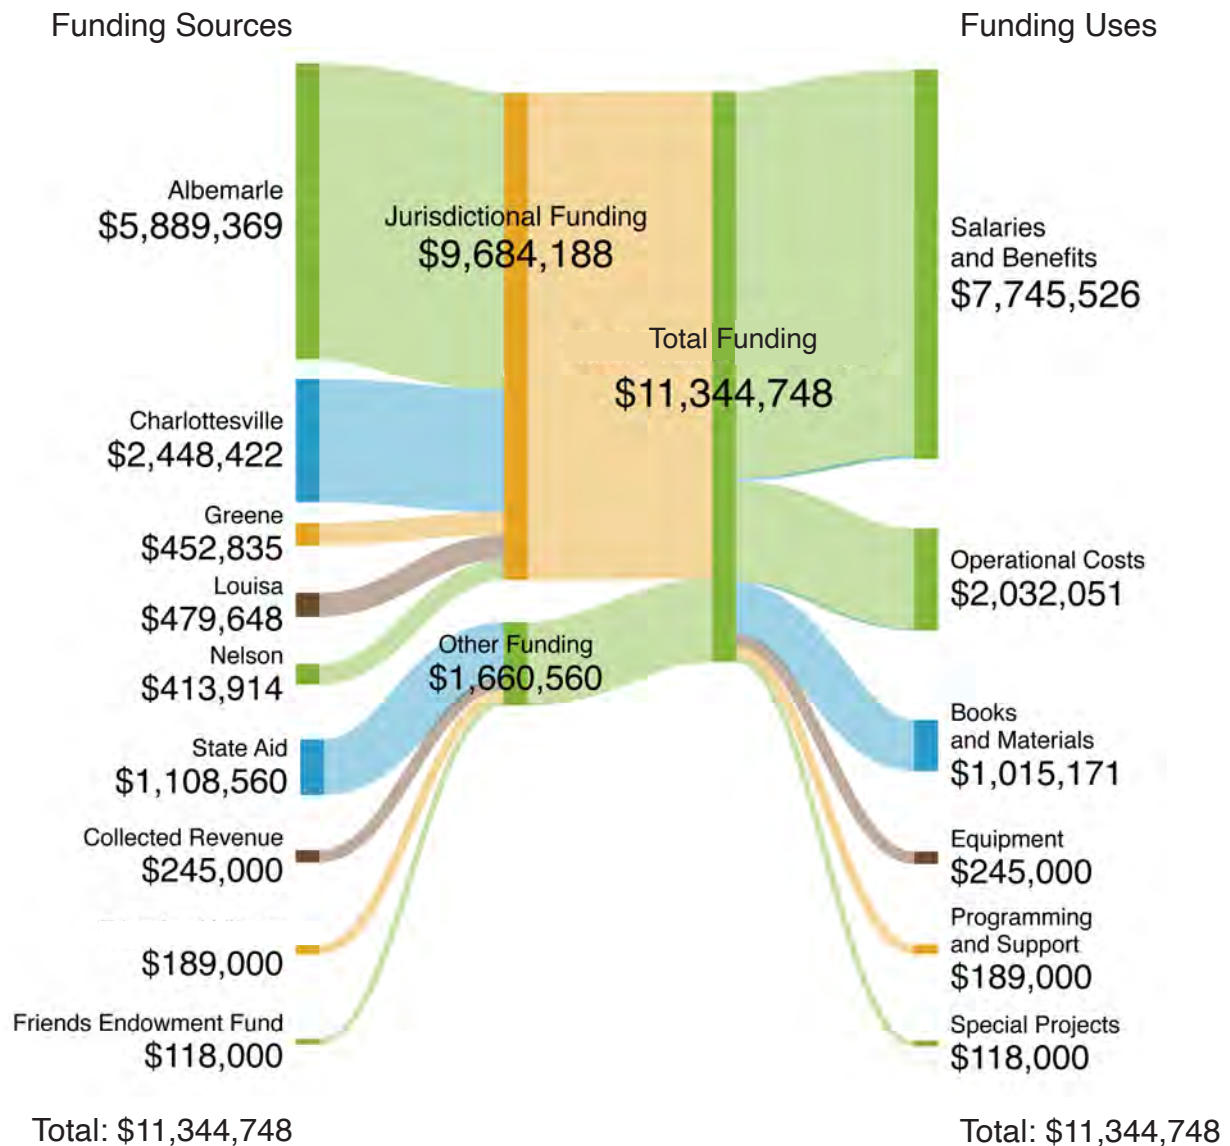 Funding Sources
Funding Uses
Albemarle
$5,889,369
Charlottesville
$2,448,422
Greene
$452,835
Louisa
$479,648
Nelson
$413,914
State Aid
$1,108,560
Collected Revenue
$245,000
$189,000
Friends Endowment Fund
$118,000
Total: $11,344,748
Jurisdictional Funding
$9,684,188
Other Funding
$1,660,560
Total Funding
$11,344,748
Salaries
and Benefits
$7,745,526
Operational Costs
$2,032,051
Books
and Materials
$1,015,171
Equipment
$245,000
Programming
and Support
$189,000
Special Projects
$118,000
Total: $11,344,748